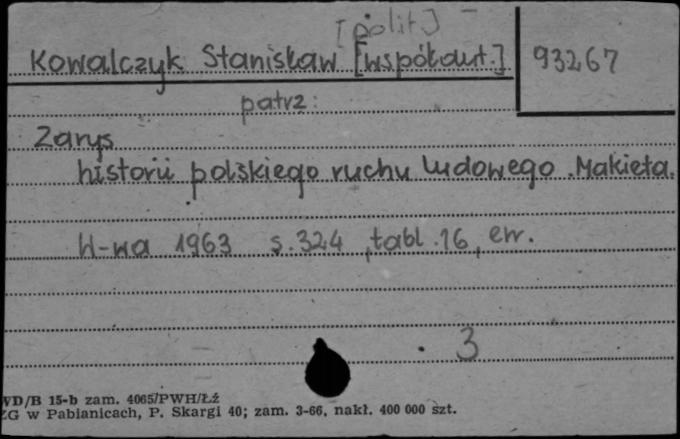 [polit]
Kowalczyk Stanisław [współaut.] 93267
patrz:
Zarys
historii polskiego ruchu ludowego. Makieta.
W-wa 1963 s. 324, tabl. 16, err.
3
WD/B 15-b zam. 4065/PWH/ŁŹ
ZG w Pabianicach, P. Skargi 40; zam. 3-66, nakł. 400 000 szt.